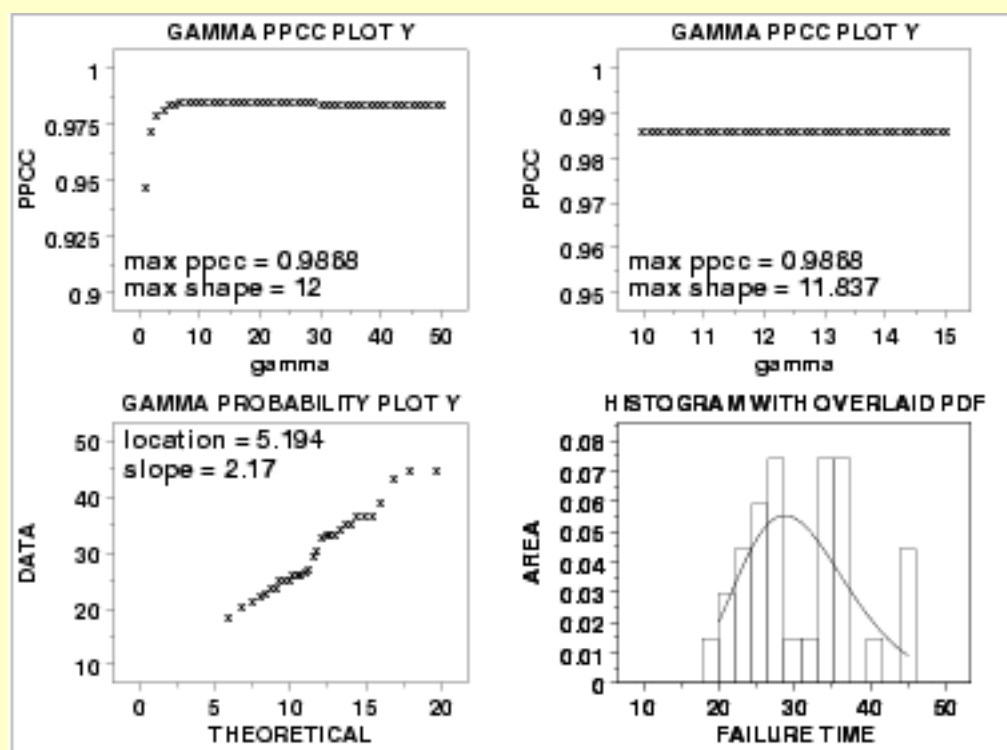 GAMMA PPCC PLOT Y
1
0.975
0.95
0.925
0.9
PPCC
max ppcc = 0.9868
max shape = 12
0 10 20 30 40 50
gamma
GAMMA PPCC PLOT Y
1
0.99
0.98
0.97
0.96
0.95
PPCC
max ppcc = 0.9868
max shape = 11.837
10 11 12 13 14 15
gamma
GAMMA PROBABILITY PLOT Y
location = 5.194
slope = 2.17
50
40
30
20
10
DATA
0 5 10 15 20
THEORETICAL
HISTOGRAM WITH OVERLAID PDF
0.08
0.07
0.06
0.05
0.04
0.03
0.02
0.01
0
AREA
10 20 30 40 50
FAILURE TIME